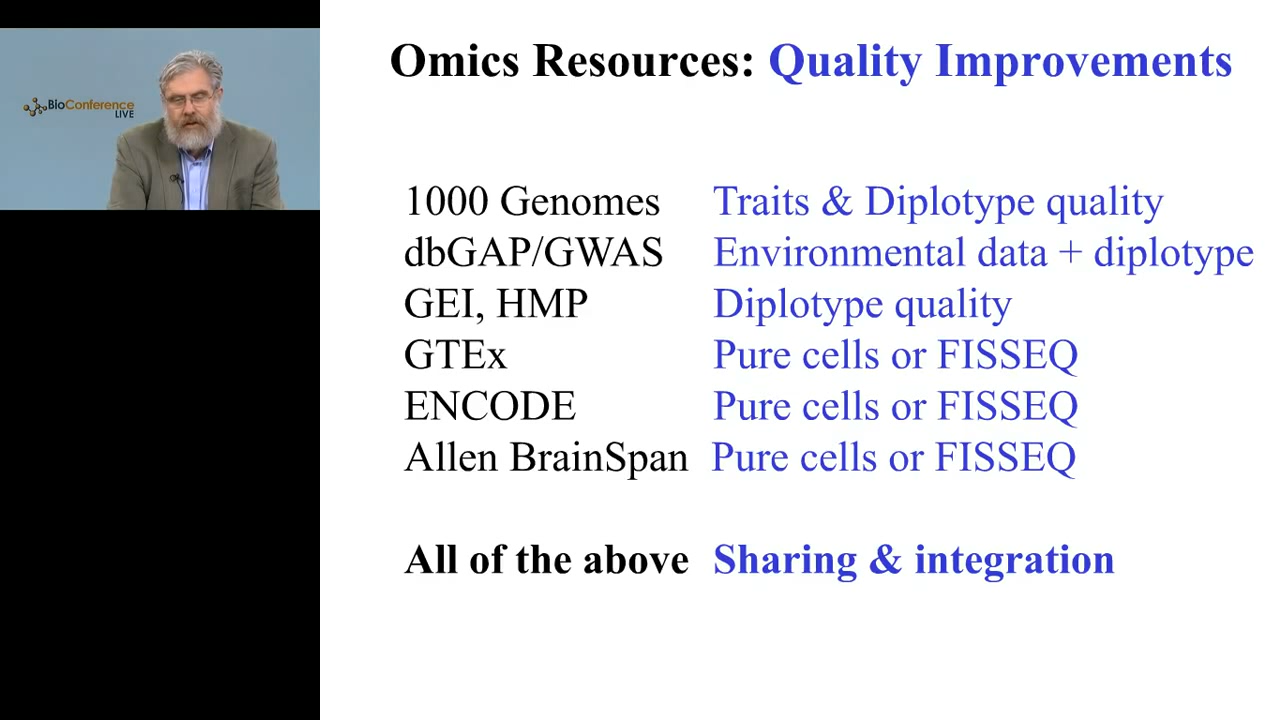 BioConference
LIVE
Omics Resources: Quality Improvements
1000 Genomes Traits & Diplotype quality
dbGAP/GWAS Environmental data + diplotype
GEI, HMP Diplotype quality
GTEx Pure cells or FISSEQ
ENCODE Pure cells or FISSEQ
Allen BrainSpan Pure cells or FISSEQ
All of the above Sharing & integration